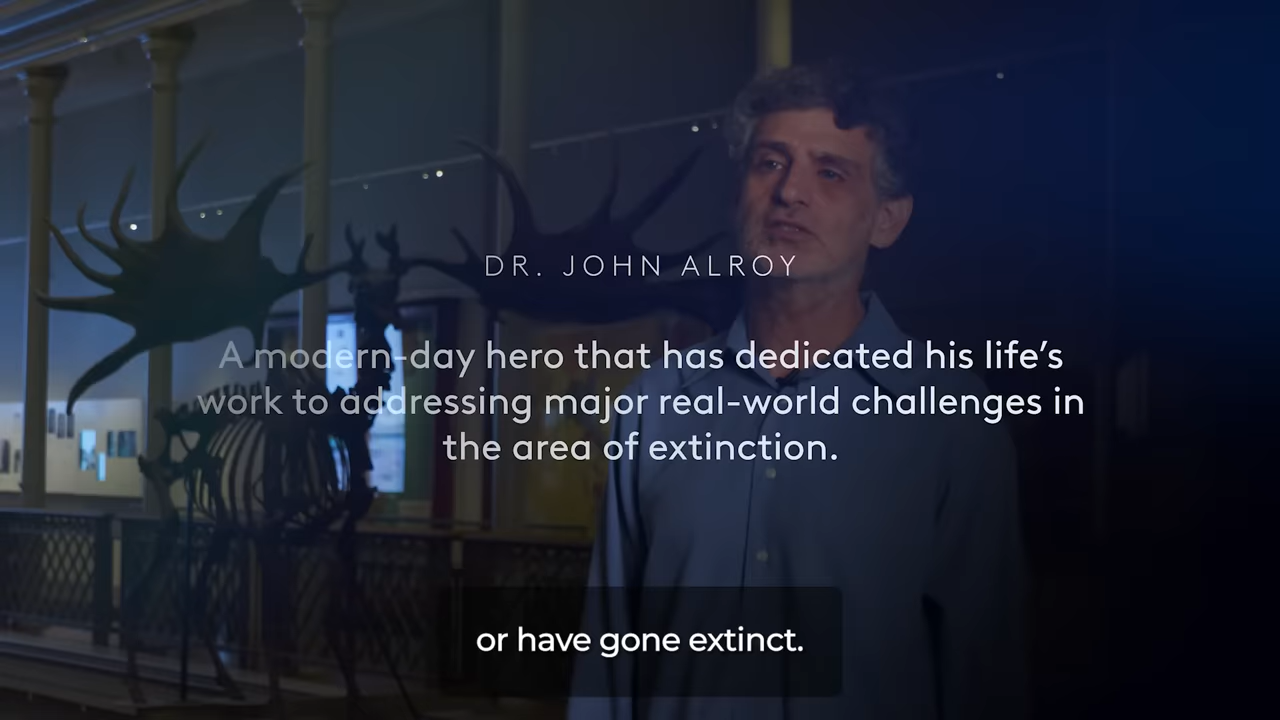 DR. JOHN ALROY
A modern-day hero that has dedicated his life’s
work to addressing major real-world challenges in
the area of extinction.
or have gone extinct.